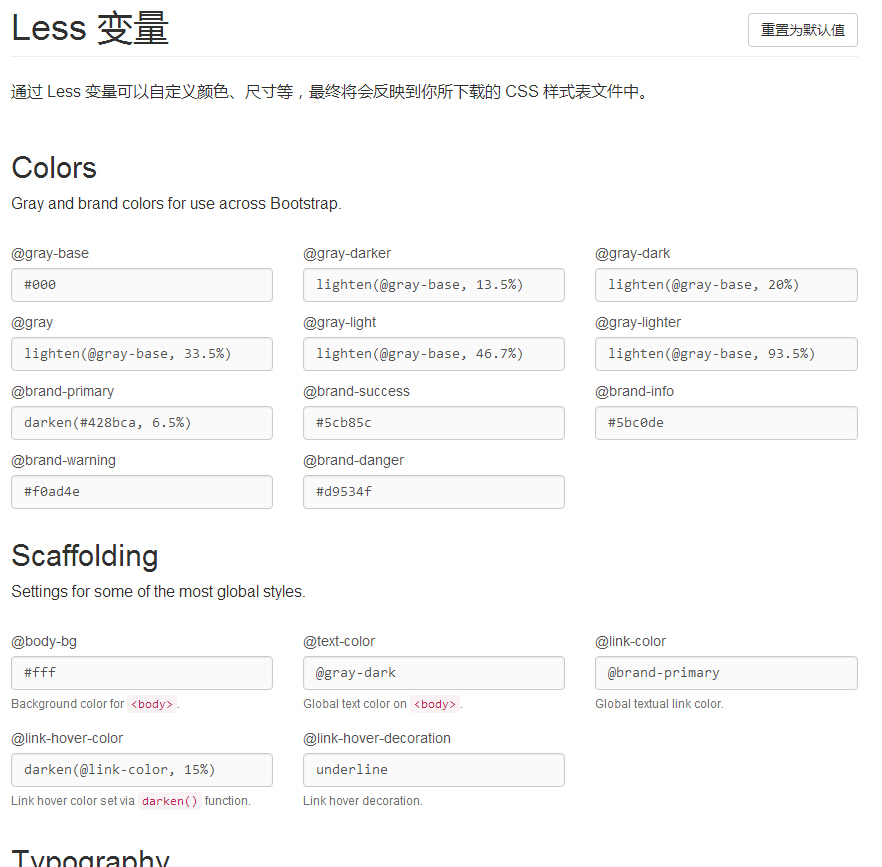 Less 变量
重置为默认值
通过 Less 变量可以自定义颜色、尺寸等，最终将会反映到你所下载的 CSS 样式表文件中。
Colors
Gray and brand colors for use across Bootstrap.
@gray-base @gray-darker @gray-dark
#000 lighten(@gray-base, 13.5%) lighten(@gray-base, 20%)
@gray @gray-light @gray-lighter
lighten(@gray-base, 33.5%) lighten(@gray-base, 46.7%) lighten(@gray-base, 93.5%)
@brand-primary @brand-success @brand-info
darken(#428bca, 6.5%) #5cb85c #5bc0de
@brand-warning @brand-danger
#f0ad4e #d9534f
Scaffolding
Settings for some of the most global styles.
@body-bg @text-color @link-color
#fff @gray-dark @brand-primary
Background color for <body>. Global text color on <body>. Global textual link color.
@link-hover-color @link-hover-decoration
darken(@link-color, 15%) underline
Link hover color set via darken() function. Link hover decoration.
Typography